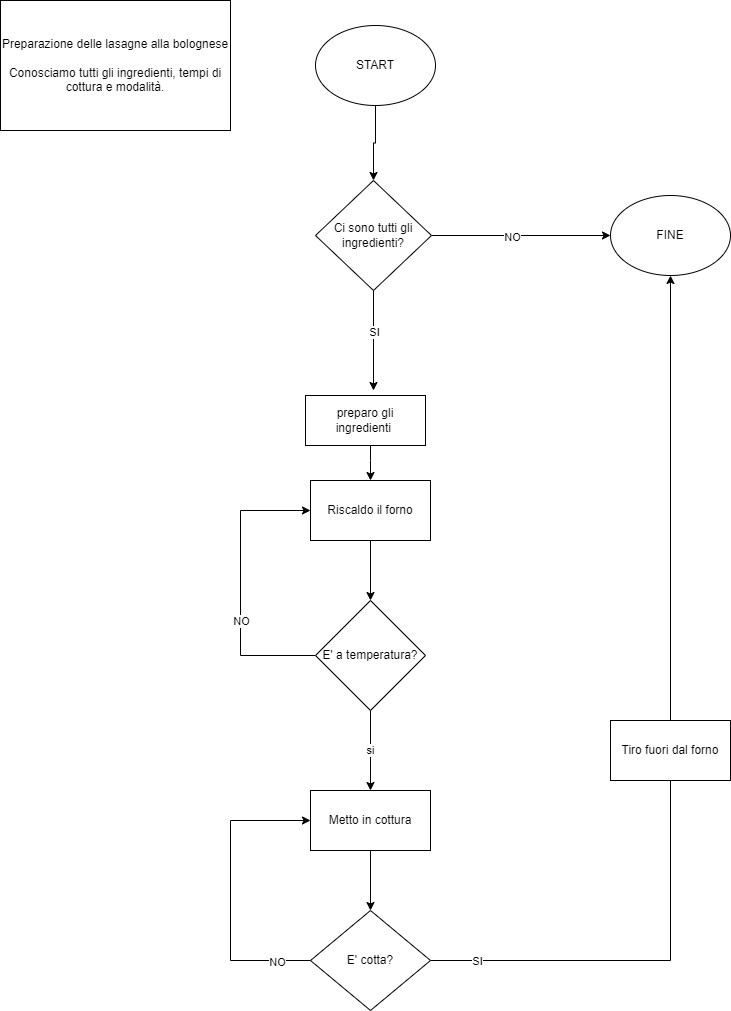 Preparazione delle lasagne alla bolognese
Conosciamo tutti gli ingredienti, tempi di
cottura e modalità.
START
Ci sono tutti gli
ingredienti?
NO
FINE
SI
preparo gli
ingredienti
Riscaldo il forno
NO
E' a temperatura?
si
Tiro fuori dal forno
Metto in cottura
E' cotta?
NO
SI